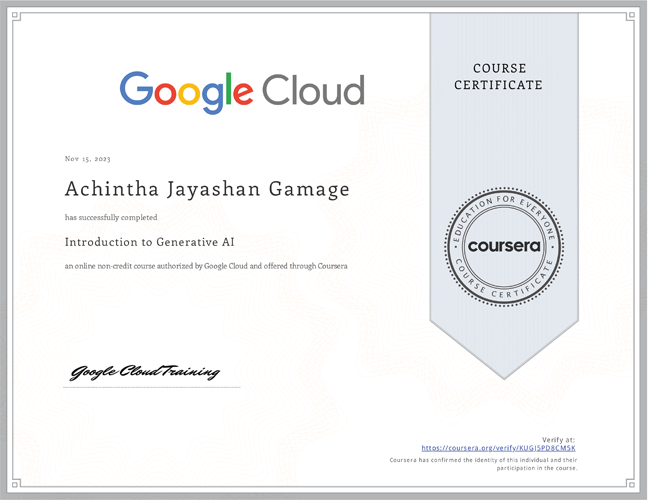 COURSE
CERTIFICATE
Google Cloud
Nov 15, 2023
Achintha Jayashan Gamage
has successfully completed
Introduction to Generative AI
an online non-credit course authorized by Google Cloud and offered through Coursera
EDUCATION FOR EVERYONE
coursera
COURSE CERTIFICATE
Google Cloud Training
Verify at:
https://coursera.org/verify/KUGJ5PD8CM5K
Coursera has confirmed the identity of this individual and their
participation in the course.